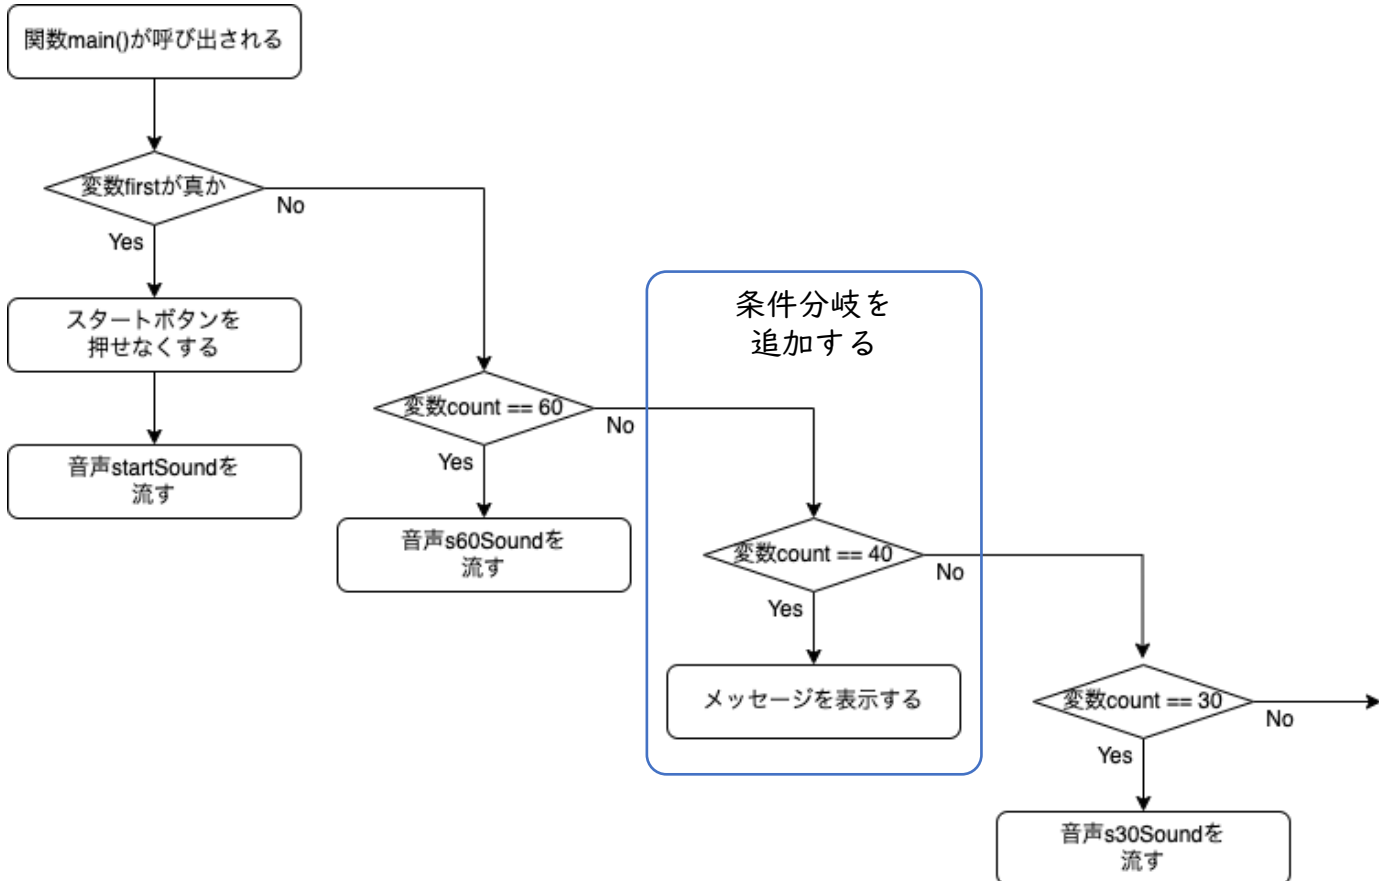 関数main()が呼び出される
変数firstが真か
No
Yes
スタートボタンを
押せなくする
音声startSoundを
流す
変数count == 60
No
Yes
音声s60Soundを
流す
条件分岐を
追加する
変数count == 40
No
Yes
メッセージを表示する
変数count == 30
No
Yes
音声s30Soundを
流す